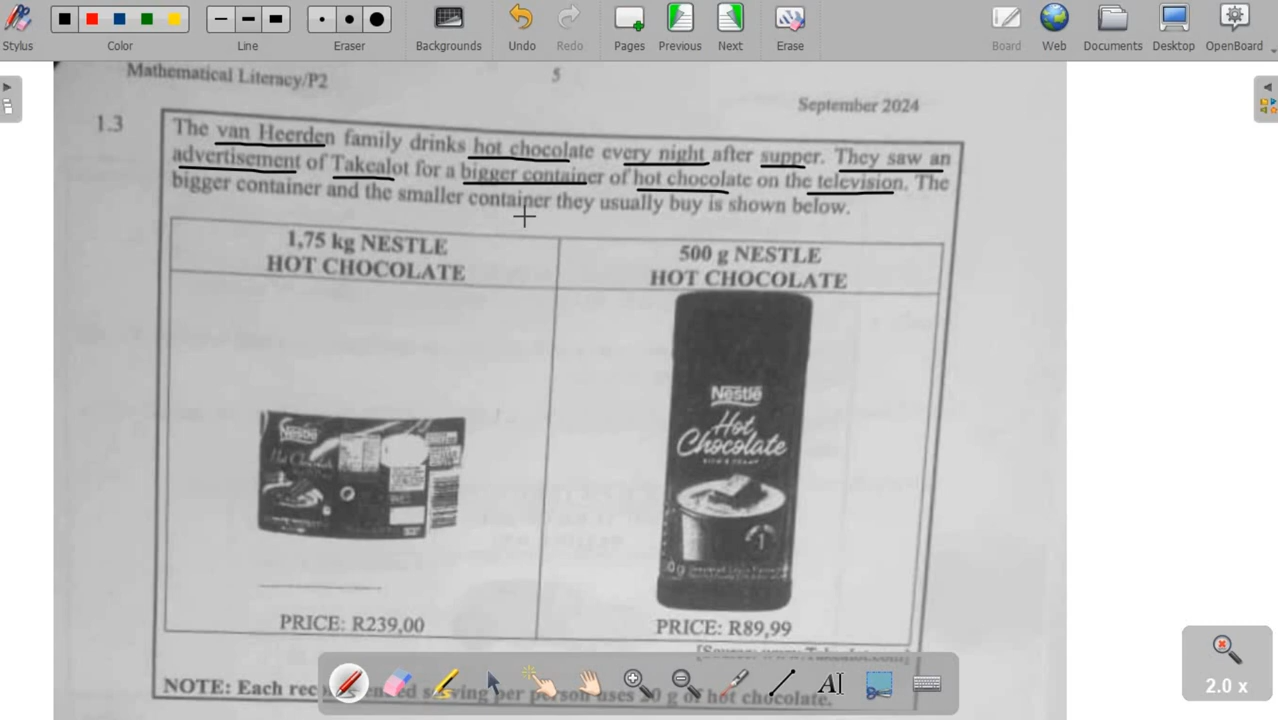 Color
Line
Eraser
Stylus
Backgrounds
Undo
Redo
Pages
Previous
Next
Erase
Board
Web
Documents
Desktop
OpenBoard
Mathematical Literacy/P2
5
September 2024
1.3
The van Heerden family drinks hot chocolate every night after supper. They saw an
advertisement of Takealot for a bigger container of hot chocolate on the television. The
bigger container and the smaller container they usually buy is shown below.
1,75 kg NESTLE
HOT CHOCOLATE
500 g NESTLE
HOT CHOCOLATE
Nestlé
Nestlé
Hot
Chocolate
PRICE: R239,00
PRICE: R89,99
NOTE: Each serving per person uses 20 g of hot chocolate.
2.0 x